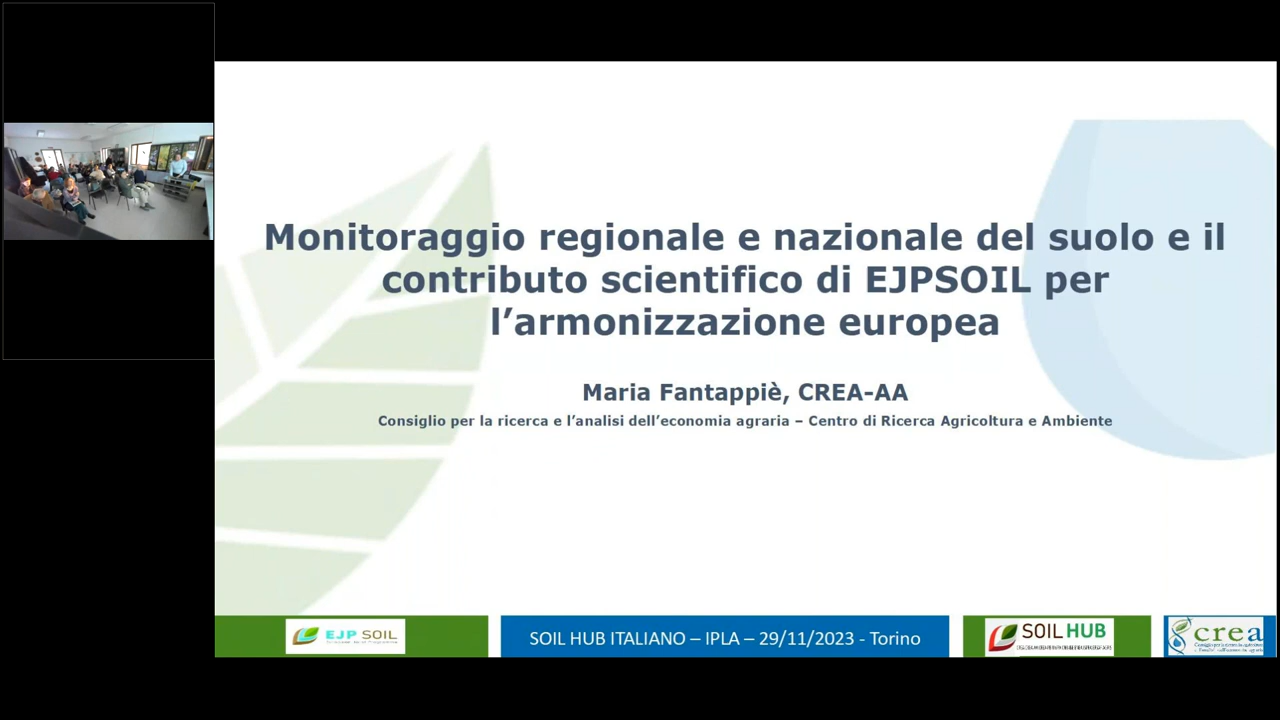 Monitoraggio regionale e nazionale del suolo e il
contributo scientifico di EJPSOIL per
l’armonizzazione europea
Maria Fantappiè, CREA-AA
Consiglio per la ricerca e l’analisi dell’economia agraria – Centro di Ricerca Agricoltura e Ambiente
EJP SOIL
SOIL HUB ITALIANO – IPLA – 29/11/2023 - Torino
SOIL HUB
crea